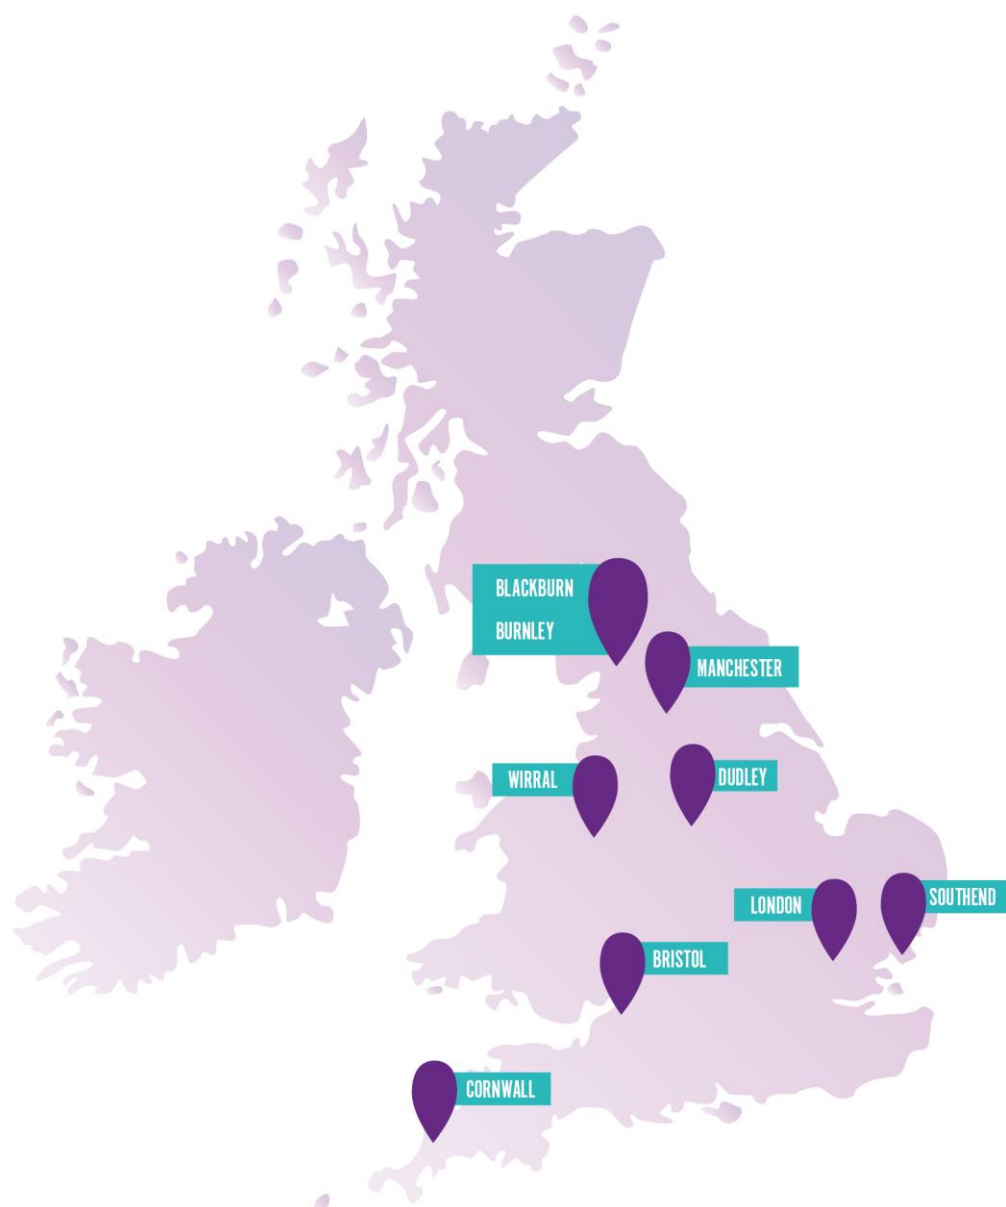 BLACKBURN
BURNLEY
MANCHESTER
WIRRAL
DUDLEY
LONDON
SOUTHEND
BRISTOL
CORNWALL